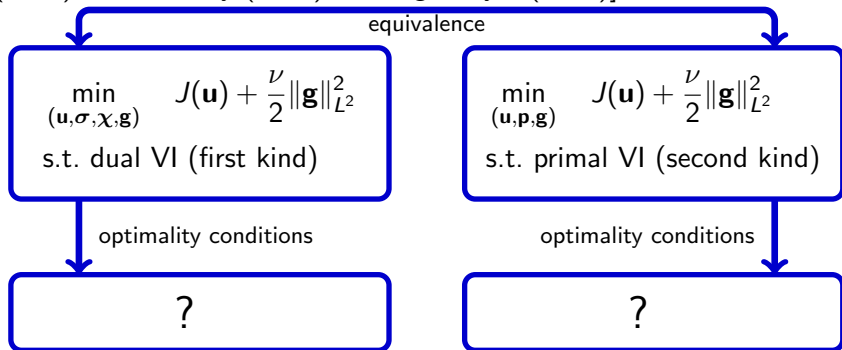 equivalence
min J(𝐮) + ν/2 ‖𝐠‖²_{L²}
(𝐮,𝝈,𝝌,𝐠)
s.t. dual VI (first kind)
min J(𝐮) + ν/2 ‖𝐠‖²_{L²}
(𝐮,𝐩,𝐠)
s.t. primal VI (second kind)
optimality conditions
optimality conditions
?
?